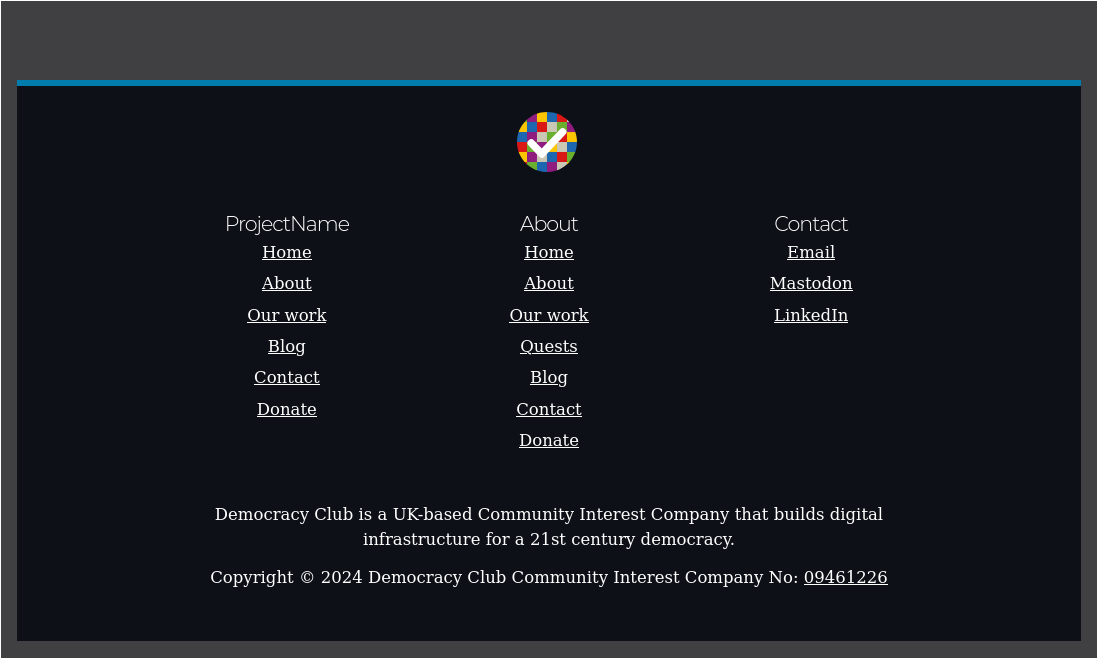 ProjectName
Home
About
Our work
Blog
Contact
Donate
About
Home
About
Our work
Quests
Blog
Contact
Donate
Contact
Email
Mastodon
LinkedIn
Democracy Club is a UK-based Community Interest Company that builds digital
infrastructure for a 21st century democracy.
Copyright © 2024 Democracy Club Community Interest Company No: 09461226